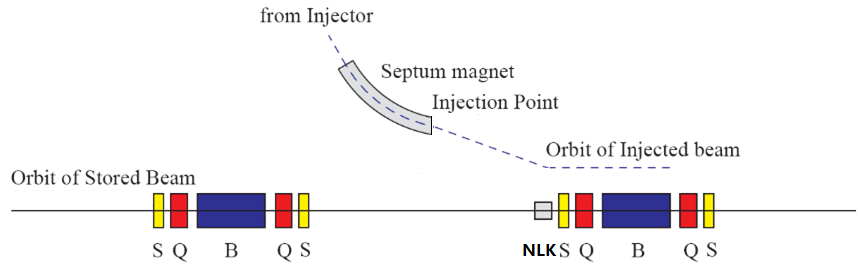 from Injector
Septum magnet
Injection Point
Orbit of Injected beam
Orbit of Stored Beam
S Q B Q S NLK S Q B Q S